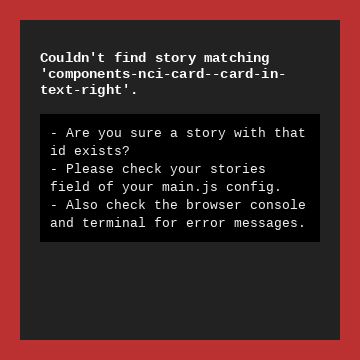 Couldn't find story matching
'components-nci-card--card-in-
text-right'.
- Are you sure a story with that
id exists?
- Please check your stories
field of your main.js config.
- Also check the browser console
and terminal for error messages.